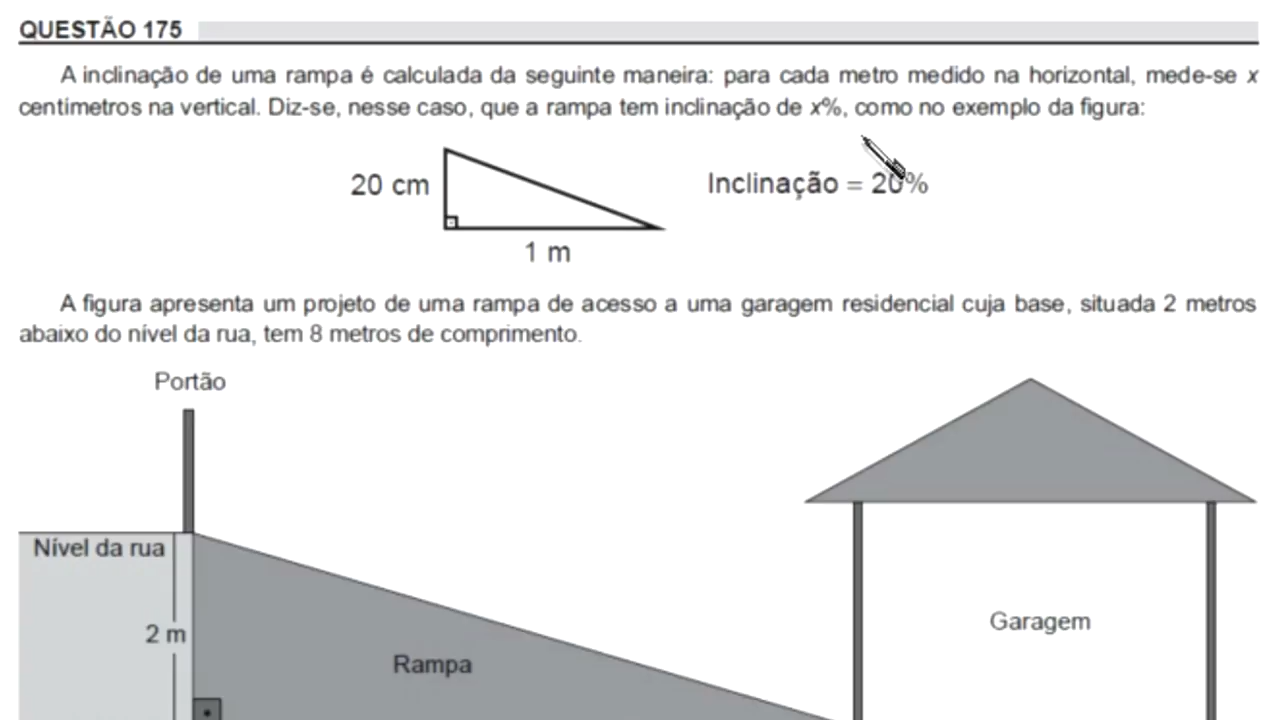 QUESTÃO 175
A inclinação de uma rampa é calculada da seguinte maneira: para cada metro medido na horizontal, mede-se x
centímetros na vertical. Diz-se, nesse caso, que a rampa tem inclinação de x%, como no exemplo da figura:
20 cm
Inclinação = 20%
1 m
A figura apresenta um projeto de uma rampa de acesso a uma garagem residencial cuja base, situada 2 metros
abaixo do nível da rua, tem 8 metros de comprimento.
Portão
Nível da rua
2 m
Rampa
Garagem